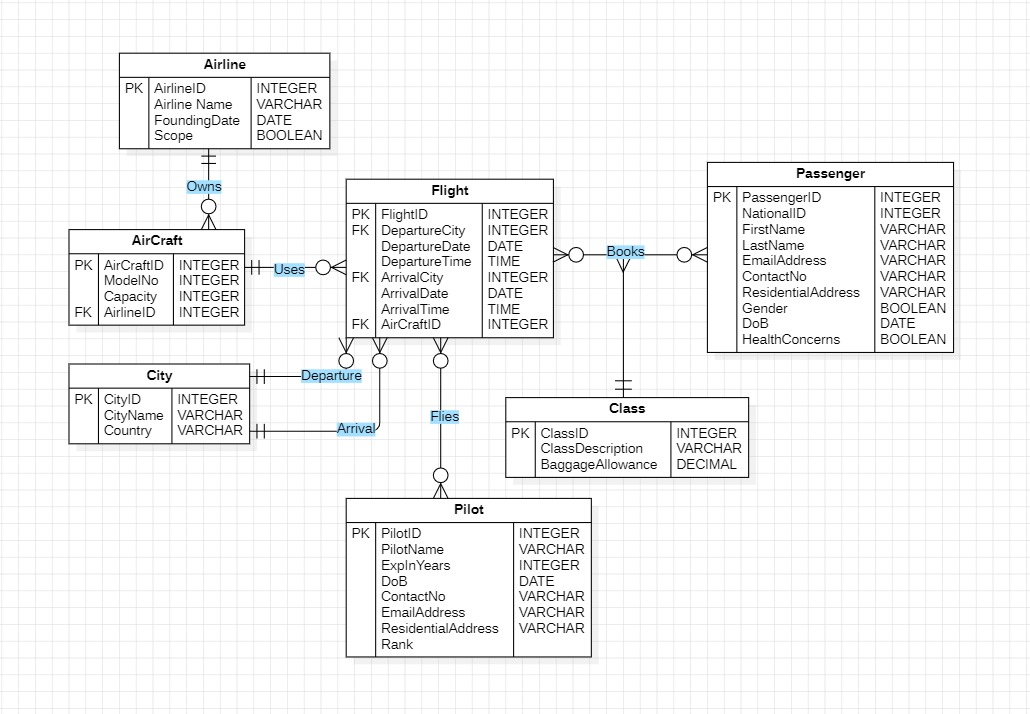 Airline
PK AirlineID INTEGER
Airline Name VARCHAR
FoundingDate DATE
Scope BOOLEAN
Owns
AirCraft
PK AirCraftID INTEGER
ModelNo INTEGER
Capacity INTEGER
FK AirlineID INTEGER
Uses
Flight
PK FlightID INTEGER
FK DepartureCity INTEGER
DepartureDate DATE
DepartureTime TIME
FK ArrivalCity INTEGER
ArrivalDate DATE
ArrivalTime TIME
FK AirCraftID INTEGER
Books
Passenger
PK PassengerID INTEGER
NationalID INTEGER
FirstName VARCHAR
LastName VARCHAR
EmailAddress VARCHAR
ContactNo VARCHAR
ResidentialAddress VARCHAR
Gender BOOLEAN
DoB DATE
HealthConcerns BOOLEAN
City
PK CityID INTEGER
CityName VARCHAR
Country VARCHAR
Departure
Arrival
Flies
Class
PK ClassID INTEGER
ClassDescription VARCHAR
BaggageAllowance DECIMAL
Pilot
PK PilotID INTEGER
PilotName VARCHAR
ExpInYears INTEGER
DoB DATE
ContactNo VARCHAR
EmailAddress VARCHAR
ResidentialAddress VARCHAR
Rank